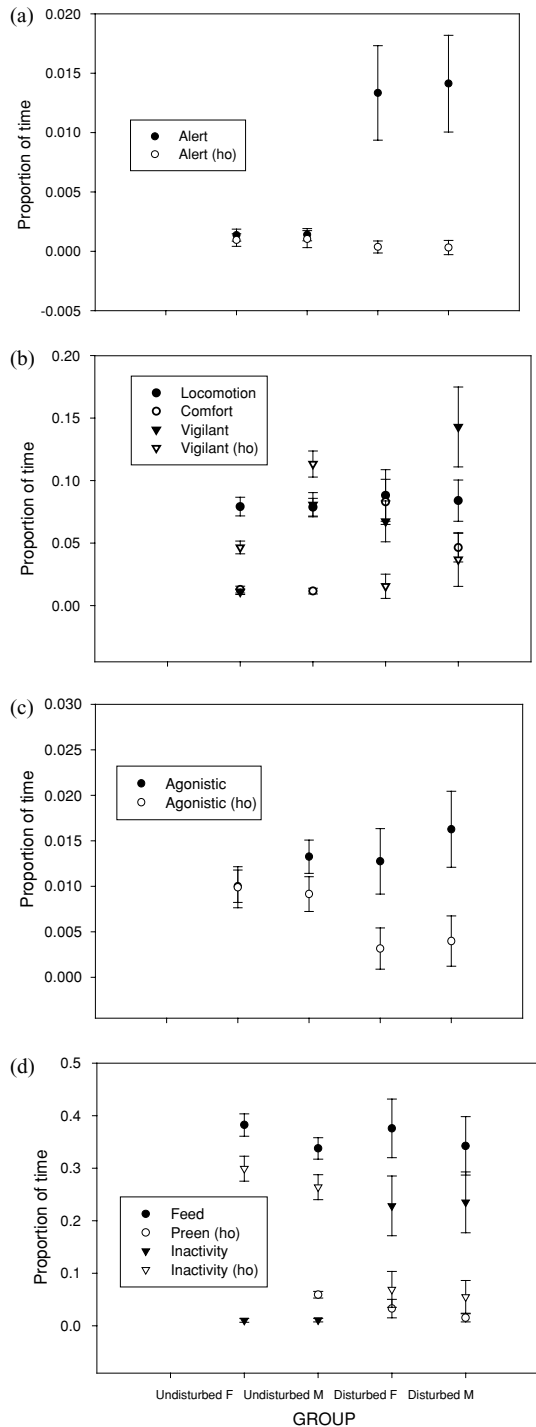 (a)
0.020
0.015
0.010
0.005
0.000
-0.005
Proportion of time
Alert
Alert (ho)
(b)
0.20
0.15
0.10
0.05
0.00
Proportion of time
Locomotion
Comfort
Vigilant
Vigilant (ho)
(c)
0.030
0.025
0.020
0.015
0.010
0.005
0.000
Proportion of time
Agonistic
Agonistic (ho)
(d)
0.5
0.4
0.3
0.2
0.1
0.0
Proportion of time
Feed
Preen (ho)
Inactivity
Inactivity (ho)
Undisturbed F Undisturbed M Disturbed F Disturbed M
GROUP